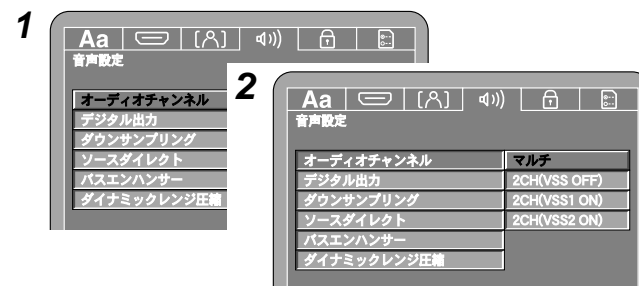 1
Aa
音声設定
オーディオチャンネル
デジタル出力
ダウンサンプリング
ソースダイレクト
バスエンハンサー
ダイナミックレンジ圧縮
2
Aa
音声設定
オーディオチャンネル マルチ
デジタル出力 2CH(VSS OFF)
ダウンサンプリング 2CH(VSS1 ON)
ソースダイレクト 2CH(VSS2 ON)
バスエンハンサー
ダイナミックレンジ圧縮